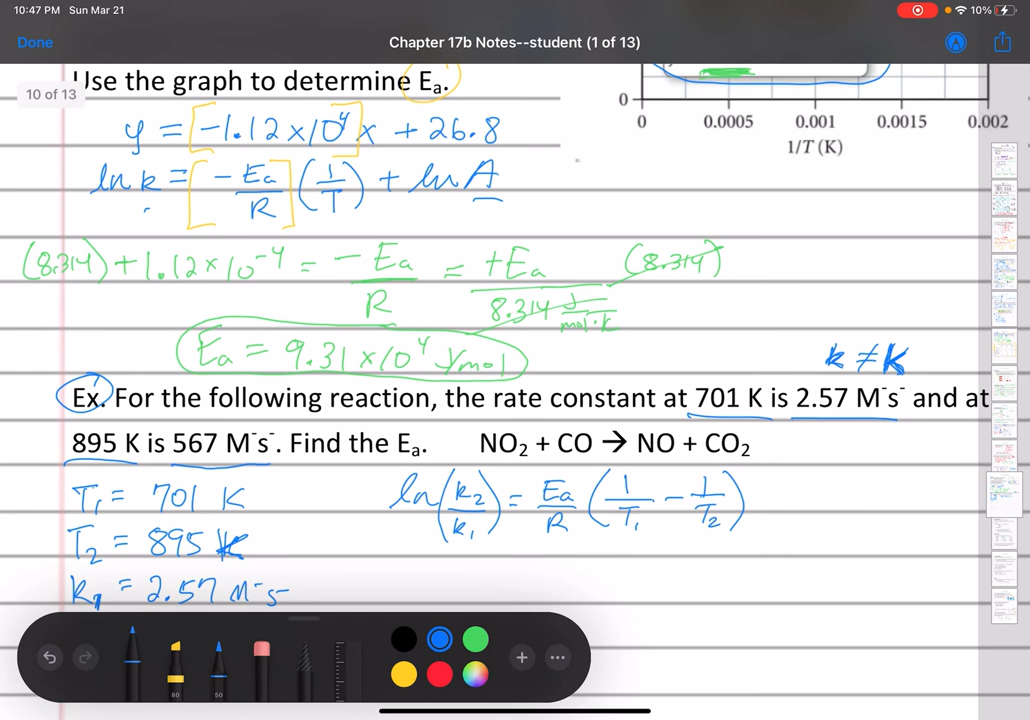 10:47 PM Sun Mar 21
10%
Done
Chapter 17b Notes--student (1 of 13)
10 of 13
Use the graph to determine Eₐ.
0
0 0.0005 0.001 0.0015 0.002
1/T (K)
y = [-1.12 x10⁴] x + 26.8
ln k = [- Ea/R] (1/T) + ln A
(8.314) + 1.12 x 10⁻⁴ = - Ea/R = +Ea / 8.314 J/mol·K (8.314)
Ea = 9.31 x10⁴ J/mol
k ≠ K
Ex. For the following reaction, the rate constant at 701 K is 2.57 M⁻s⁻ and at
895 K is 567 M⁻s⁻. Find the Eₐ. NO₂ + CO → NO + CO₂
T₁ = 701 K
ln (k₂/k₁) = Ea/R (1/T₁ - 1/T₂)
T₂ = 895 K
k₁ = 2.57 M⁻s⁻
80
50